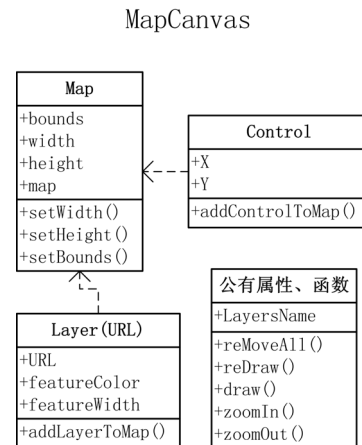 MapCanvas
Map
+bounds
+width
+height
+map
+setWidth()
+setHeight()
+setBounds()
Control
+X
+Y
+addControlToMap()
Layer(URL)
+URL
+featureColor
+featureWidth
+addLayerToMap()
公有属性、函数
+LayersName
+reMoveAll()
+reDraw()
+draw()
+zoomIn()
+zoomOut()